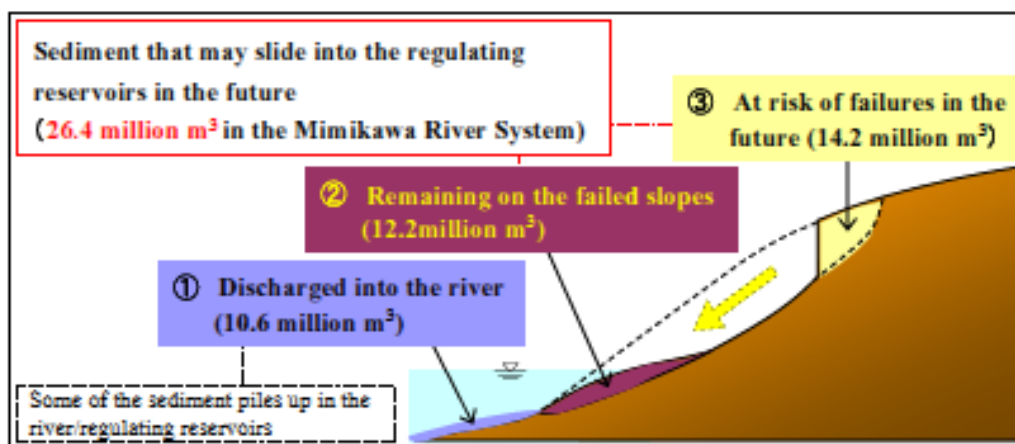 Sediment that may slide into the regulating
reservoirs in the future
(26.4 million m³ in the Mimikawa River System)
③ At risk of failures in the
future (14.2 million m³)
② Remaining on the failed slopes
(12.2million m³)
① Discharged into the river
(10.6 million m³)
Some of the sediment piles up in the
river/regulating reservoirs